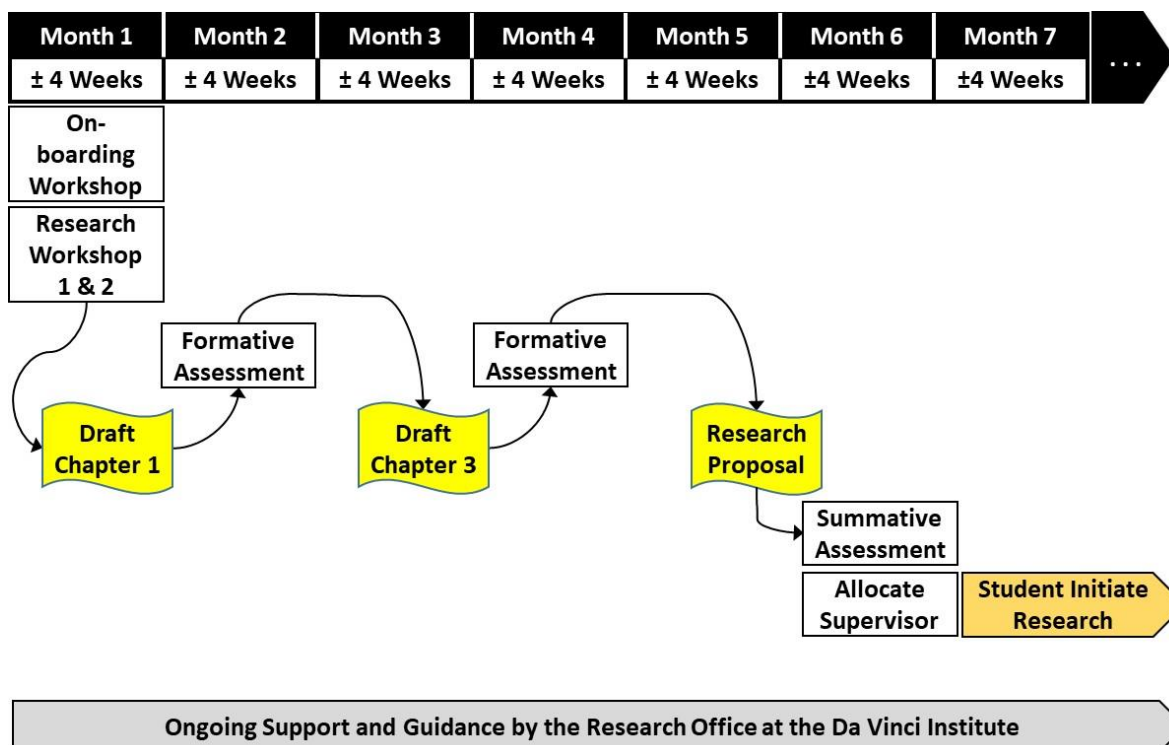 Month 1 Month 2 Month 3 Month 4 Month 5 Month 6 Month 7
...
± 4 Weeks ± 4 Weeks ± 4 Weeks ± 4 Weeks ± 4 Weeks ±4 Weeks ±4 Weeks
On-
boarding
Workshop
Research
Workshop
1 & 2
Formative
Assessment
Formative
Assessment
Draft
Chapter 1
Draft
Chapter 3
Research
Proposal
Summative
Assessment
Allocate
Supervisor
Student Initiate
Research
Ongoing Support and Guidance by the Research Office at the Da Vinci Institute